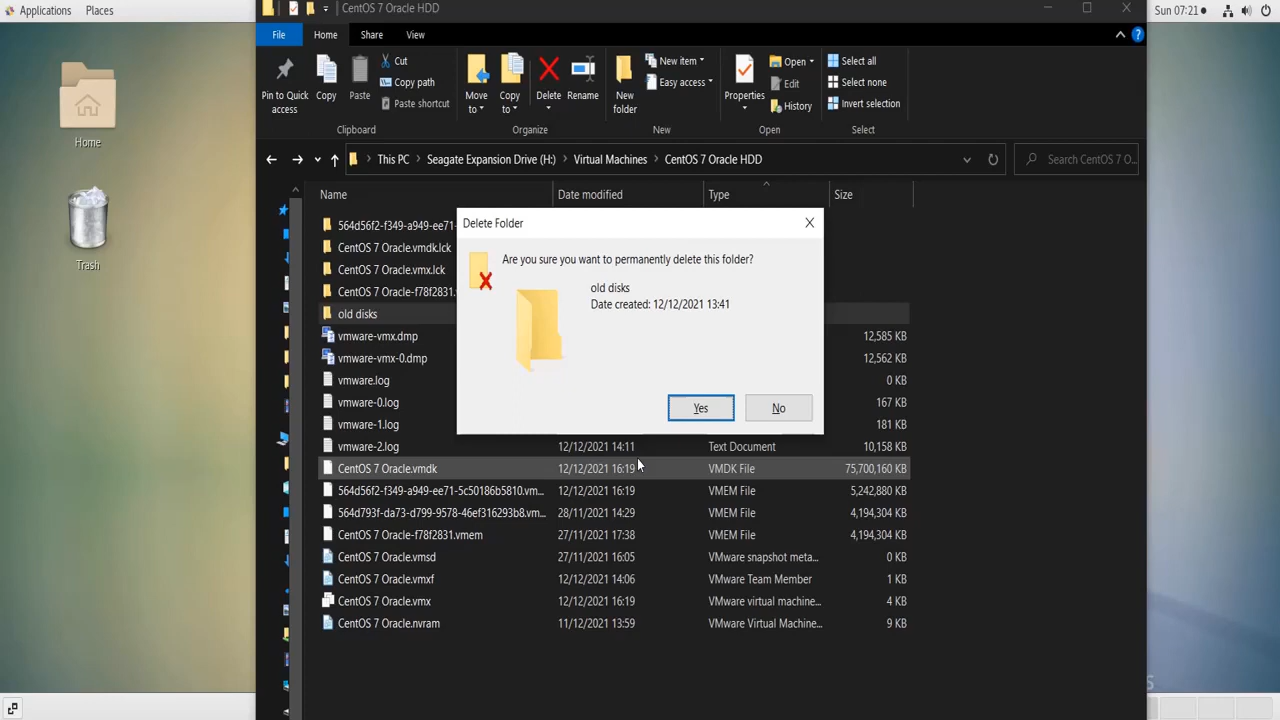 Applications Places
CentOS 7 Oracle HDD
Sun 07:21
File Home Share View
Pin to Quick access
Copy
Paste
Cut
Copy path
Paste shortcut
Clipboard
Move to
Copy to
Delete
Rename
Organize
New folder
New item
Easy access
New
Properties
Open
Edit
History
Open
Select all
Select none
Invert selection
Select
This PC Seagate Expansion Drive (H:) Virtual Machines CentOS 7 Oracle HDD
Search CentOS 7 O...
Name Date modified Type Size
Home
Trash
Delete Folder
Are you sure you want to permanently delete this folder?
old disks
Date created: 12/12/2021 13:41
Yes No
564d56f2-f349-a949-ee71-
CentOS 7 Oracle.vmdk.lck
CentOS 7 Oracle.vmx.lck
CentOS 7 Oracle-f78f2831.
old disks
vmware-vmx.dmp 12,585 KB
vmware-vmx-0.dmp 12,562 KB
vmware.log 0 KB
vmware-0.log 167 KB
vmware-1.log 181 KB
vmware-2.log 12/12/2021 14:11 Text Document 10,158 KB
CentOS 7 Oracle.vmdk 12/12/2021 16:19 VMDK File 75,700,160 KB
564d56f2-f349-a949-ee71-5c50186b5810.vm... 12/12/2021 16:19 VMEM File 5,242,880 KB
564d793f-da73-d799-9578-46ef316293b8.vm... 28/11/2021 14:29 VMEM File 4,194,304 KB
CentOS 7 Oracle-f78f2831.vmem 27/11/2021 17:38 VMEM File 4,194,304 KB
CentOS 7 Oracle.vmsd 27/11/2021 16:05 VMware snapshot meta... 0 KB
CentOS 7 Oracle.vmxf 12/12/2021 14:06 VMware Team Member 1 KB
CentOS 7 Oracle.vmx 12/12/2021 16:19 VMware virtual machine... 4 KB
CentOS 7 Oracle.nvram 11/12/2021 13:59 VMware Virtual Machine... 9 KB